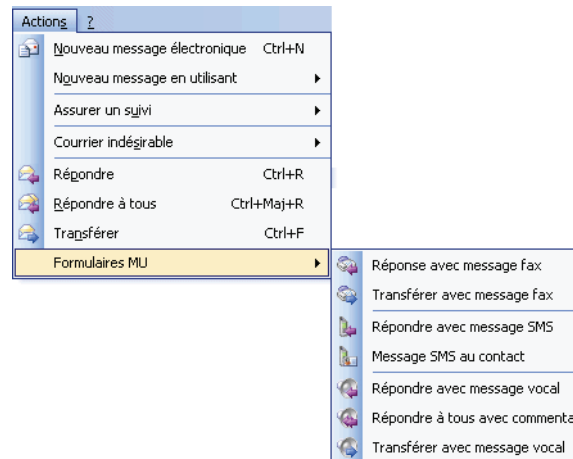 Actions ?
Nouveau message électronique Ctrl+N
Nouveau message en utilisant
Assurer un suivi
Courrier indésirable
Répondre Ctrl+R
Répondre à tous Ctrl+Maj+R
Transférer Ctrl+F
Formulaires MU
Réponse avec message fax
Transférer avec message fax
Répondre avec message SMS
Message SMS au contact
Répondre avec message vocal
Répondre à tous avec commenta
Transférer avec message vocal